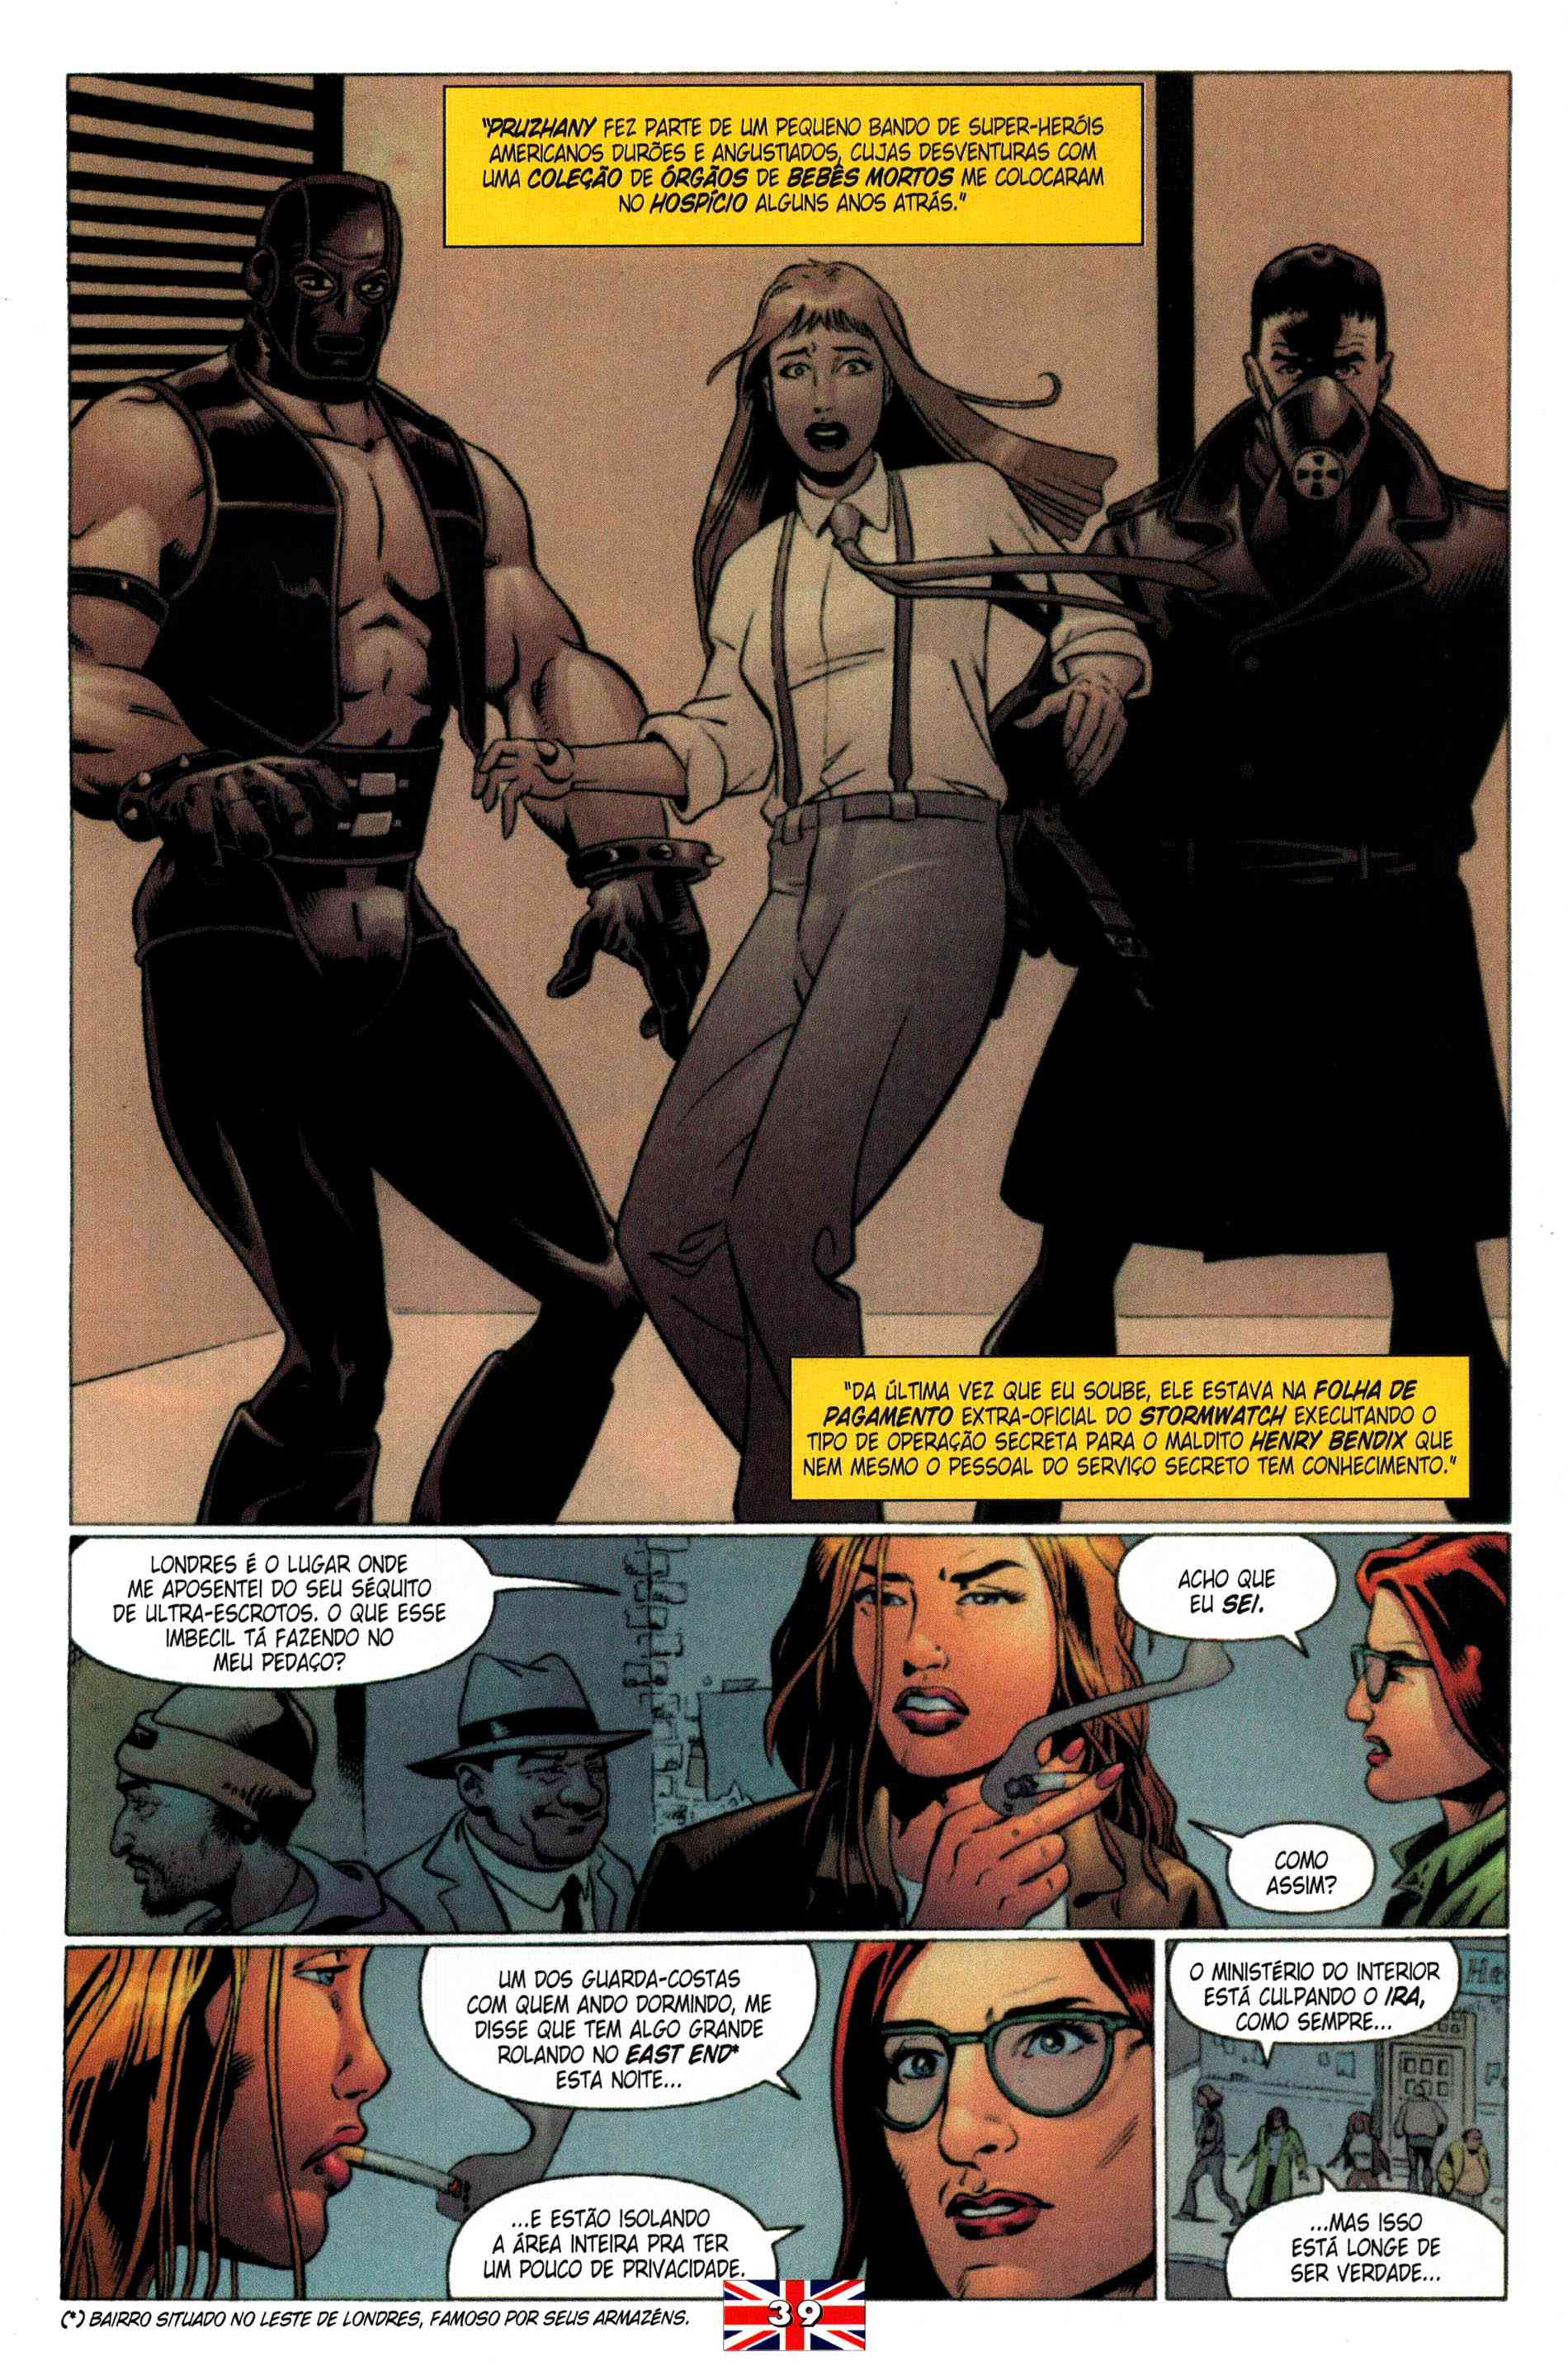 "PRUZHANY FEZ PARTE DE UM PEQUENO BANDO DE SUPER-HERÓIS
AMERICANOS DURÕES E ANGUSTIADOS, CUJAS DESVENTURAS COM
UMA COLEÇÃO DE ÓRGÃOS DE BEBÊS MORTOS ME COLOCARAM
NO HOSPÍCIO ALGUNS ANOS ATRÁS."
"DA ÚLTIMA VEZ QUE EU SOUBE, ELE ESTAVA NA FOLHA DE
PAGAMENTO EXTRA-OFICIAL DO STORMWATCH EXECUTANDO O
TIPO DE OPERAÇÃO SECRETA PARA O MALDITO HENRY BENDIX QUE
NEM MESMO O PESSOAL DO SERVIÇO SECRETO TEM CONHECIMENTO."
LONDRES É O LUGAR ONDE
ME APOSENTEI DO SEU SÉQUITO
DE ULTRA-ESCROTOS. O QUE ESSE
IMBECIL TÁ FAZENDO NO
MEU PEDAÇO?
ACHO QUE
EU SEI.
COMO
ASSIM?
UM DOS GUARDA-COSTAS
COM QUEM ANDO DORMINDO, ME
DISSE QUE TEM ALGO GRANDE
ROLANDO NO EAST END*
ESTA NOITE...
...E ESTÃO ISOLANDO
A ÁREA INTEIRA PRA TER
UM POUCO DE PRIVACIDADE.
O MINISTÉRIO DO INTERIOR
ESTÁ CULPANDO O IRA,
COMO SEMPRE...
...MAS ISSO
ESTÁ LONGE DE
SER VERDADE...
(*) BAIRRO SITUADO NO LESTE DE LONDRES, FAMOSO POR SEUS ARMAZÉNS.
39